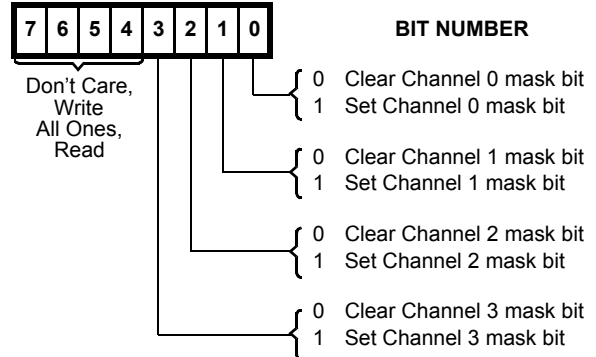 7 6 5 4 3 2 1 0 BIT NUMBER
Don't Care,
Write
All Ones,
Read
0 Clear Channel 0 mask bit
1 Set Channel 0 mask bit
0 Clear Channel 1 mask bit
1 Set Channel 1 mask bit
0 Clear Channel 2 mask bit
1 Set Channel 2 mask bit
0 Clear Channel 3 mask bit
1 Set Channel 3 mask bit